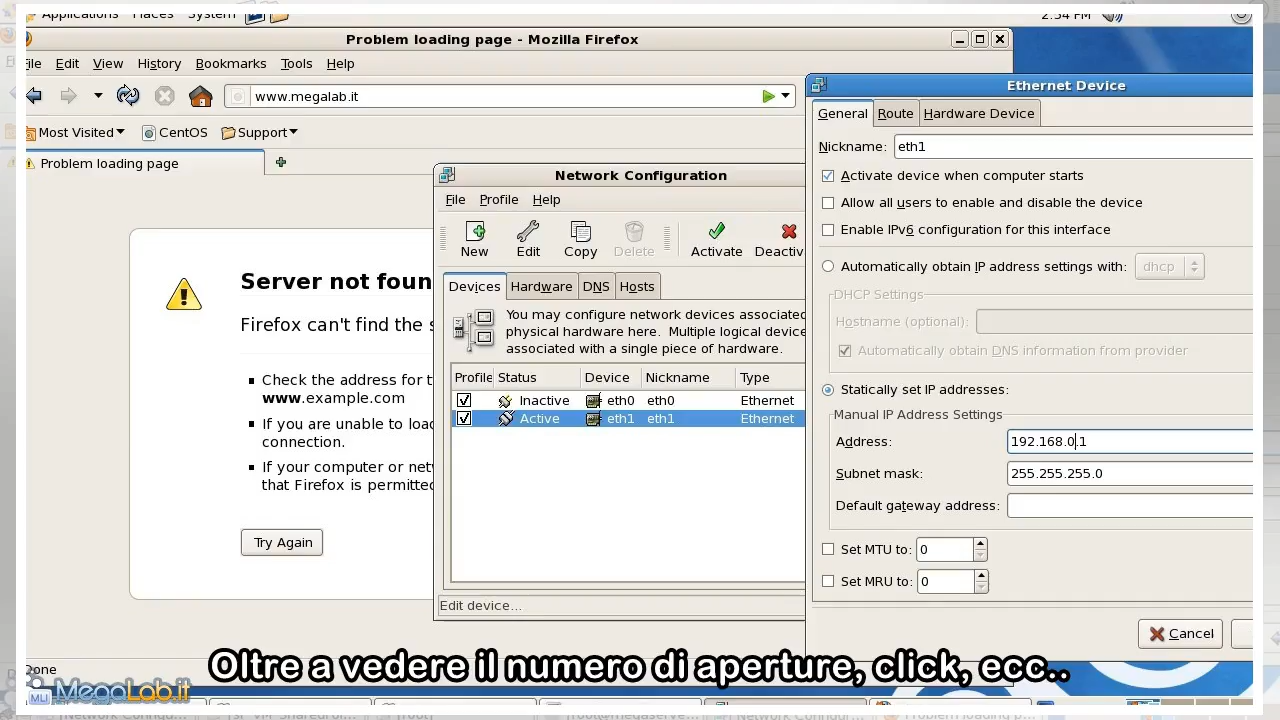 Applications Places System
2:54 PM
Problem loading page - Mozilla Firefox
File Edit View History Bookmarks Tools Help
www.megalab.it
Most Visited CentOS Support
Problem loading page
Server not foun
Firefox can't find the s
Check the address for t
www.example.com
If you are unable to loa
connection.
If your computer or netw
that Firefox is permitted
Try Again
Done
Network Configuration
File Profile Help
New Edit Copy Delete Activate Deactiv
Devices Hardware DNS Hosts
You may configure network devices associated
physical hardware here. Multiple logical device
associated with a single piece of hardware.
Profile Status Device Nickname Type
Inactive eth0 eth0 Ethernet
Active eth1 eth1 Ethernet
Edit device...
Ethernet Device
General Route Hardware Device
Nickname: eth1
Activate device when computer starts
Allow all users to enable and disable the device
Enable IPv6 configuration for this interface
Automatically obtain IP address settings with: dhcp
DHCP Settings
Hostname (optional):
Automatically obtain DNS information from provider
Statically set IP addresses:
Manual IP Address Settings
Address: 192.168.0.1
Subnet mask: 255.255.255.0
Default gateway address:
Set MTU to: 0
Set MRU to: 0
Cancel
Oltre a vedere il numero di aperture, click, ecc..
MLI MegaLab.it